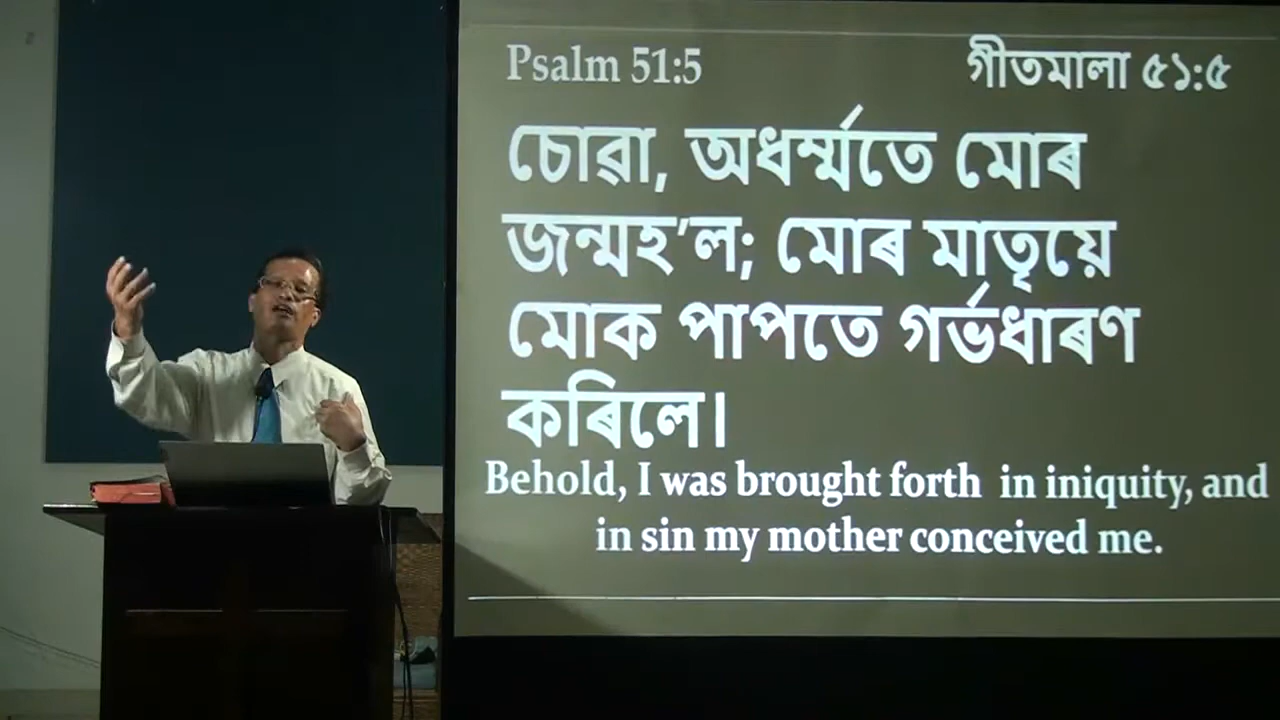 Psalm 51:5 গীতমালা ৫১:৫
চোৱা, অধৰ্ম্মতে মোৰ
জন্মহ’ল; মোৰ মাতৃয়ে
মোক পাপতে গৰ্ভধাৰণ
কৰিলে।
Behold, I was brought forth in iniquity, and
in sin my mother conceived me.